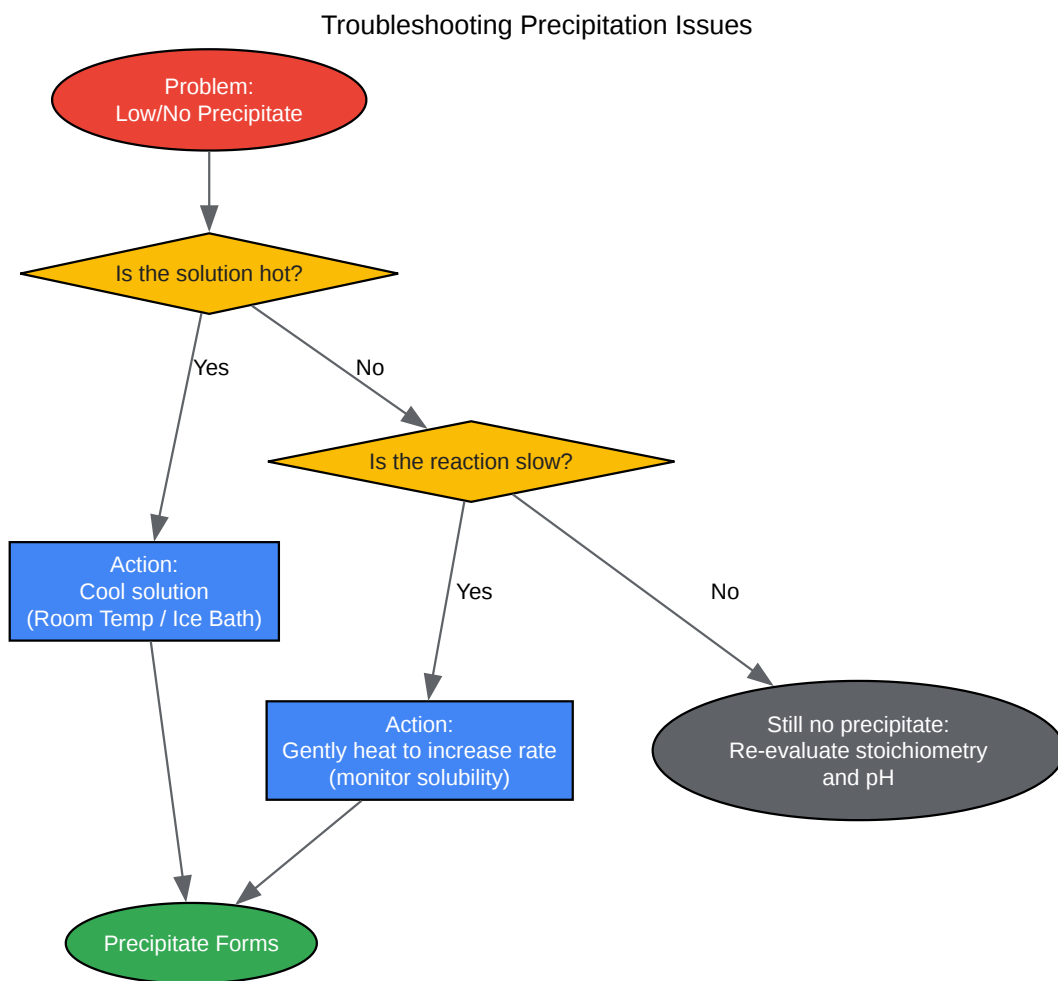 Troubleshooting Precipitation Issues
Problem:
Low/No Precipitate
Is the solution hot?
Yes
No
Is the reaction slow?
Action:
Cool solution
(Room Temp / Ice Bath)
Yes
No
Action:
Gently heat to increase rate
(monitor solubility)
Still no precipitate:
Re-evaluate stoichiometry
and pH
Precipitate Forms